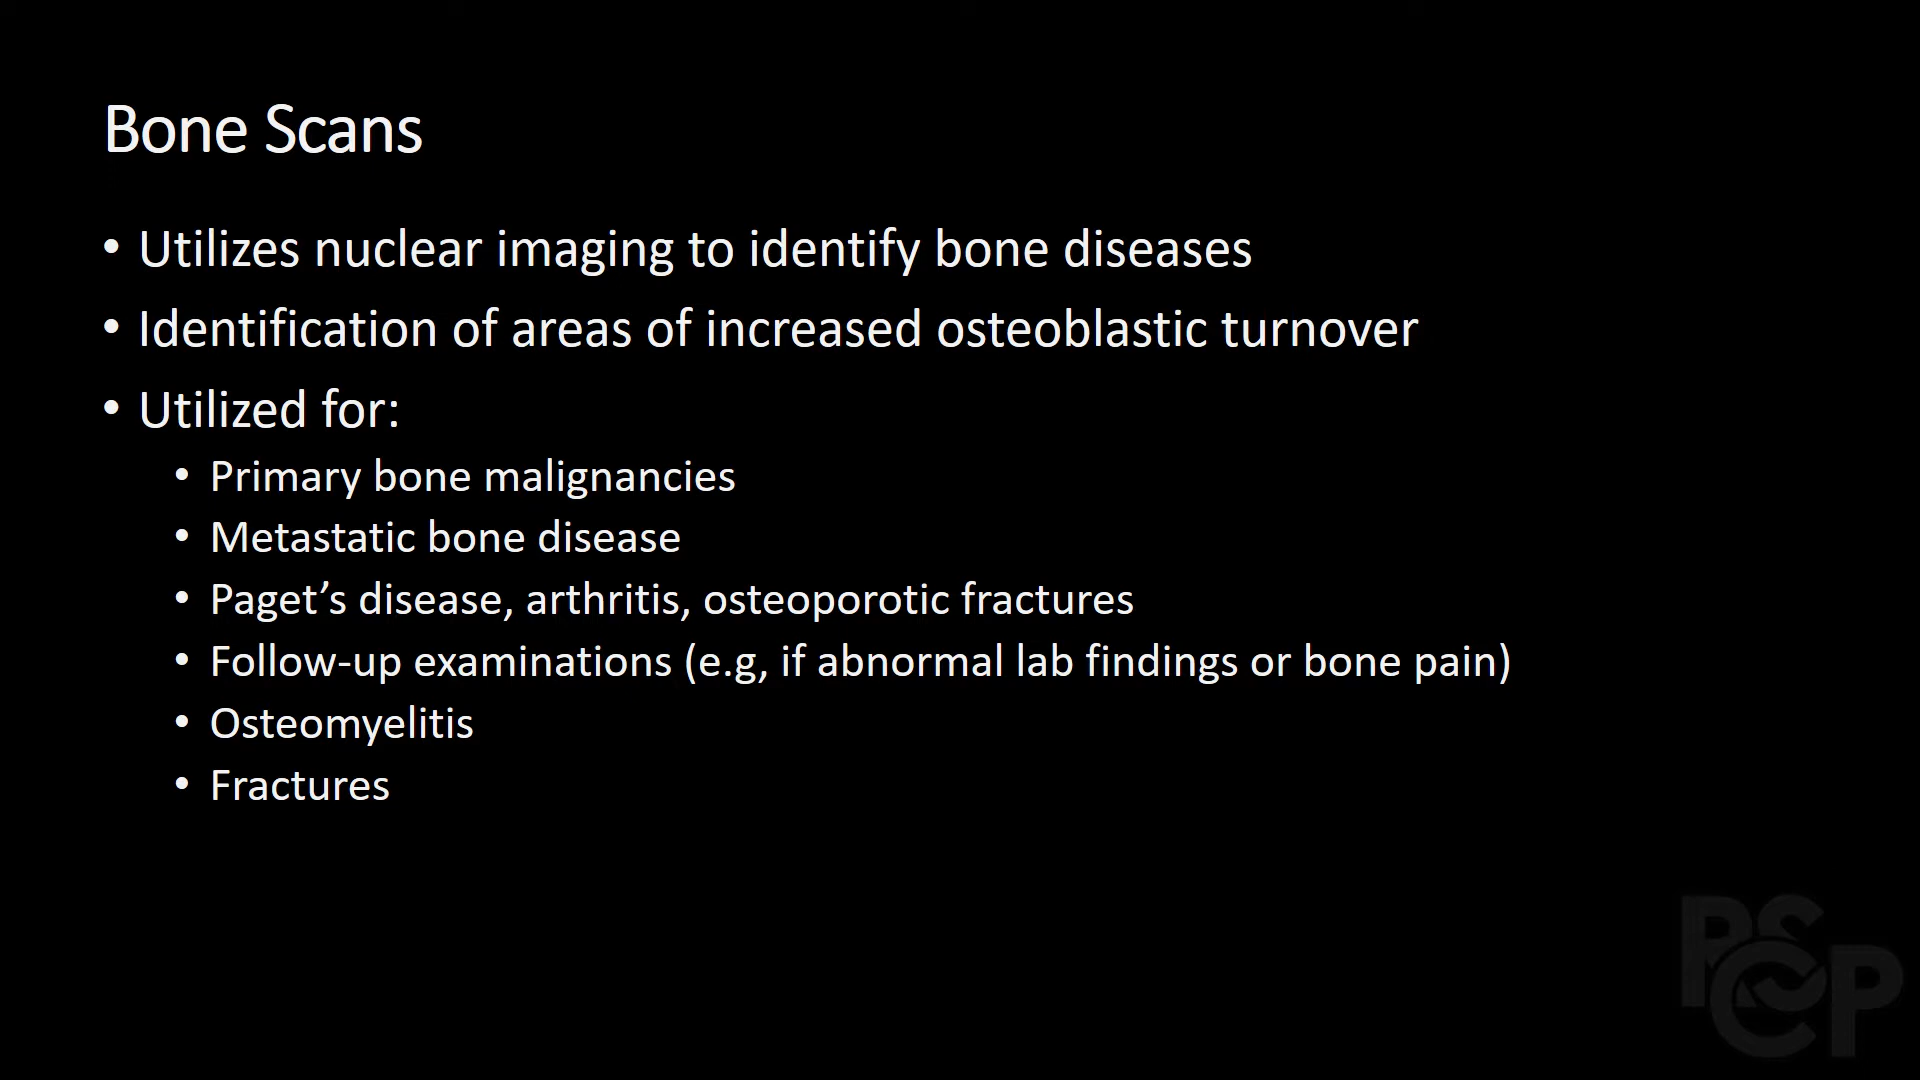 Bone Scans
• Utilizes nuclear imaging to identify bone diseases
• Identification of areas of increased osteoblastic turnover
• Utilized for:
• Primary bone malignancies
• Metastatic bone disease
• Paget’s disease, arthritis, osteoporotic fractures
• Follow-up examinations (e.g, if abnormal lab findings or bone pain)
• Osteomyelitis
• Fractures
RSCP